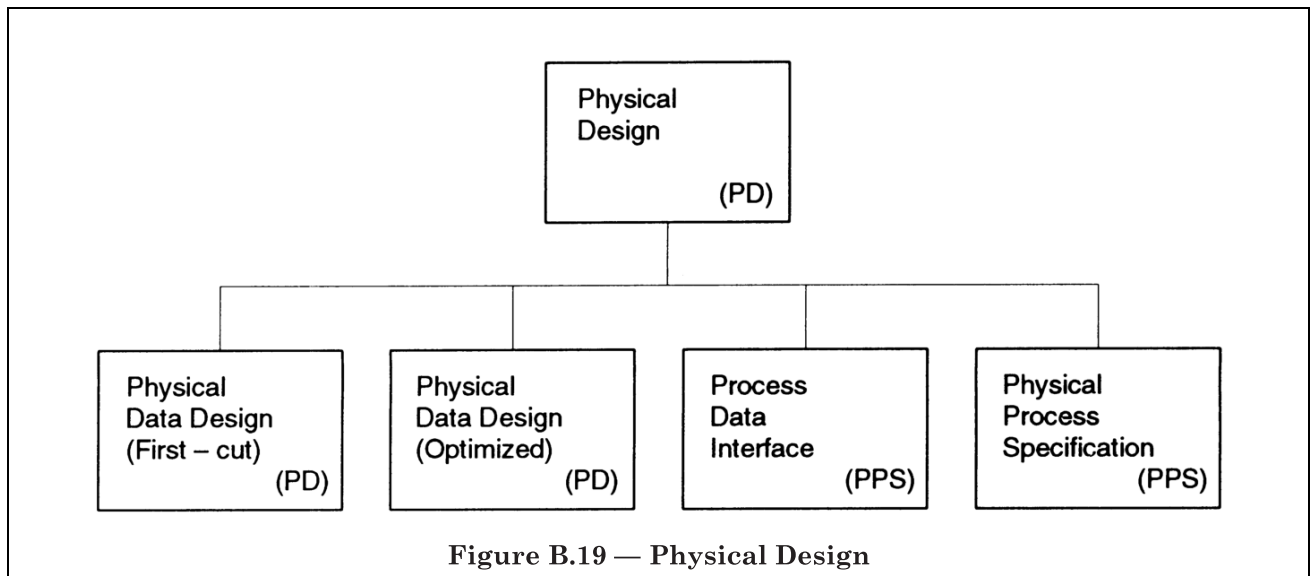 Physical
Design
(PD)
Physical
Data Design
(First – cut)
(PD)
Physical
Data Design
(Optimized)
(PD)
Process
Data
Interface
(PPS)
Physical
Process
Specification
(PPS)
Figure B.19 — Physical Design